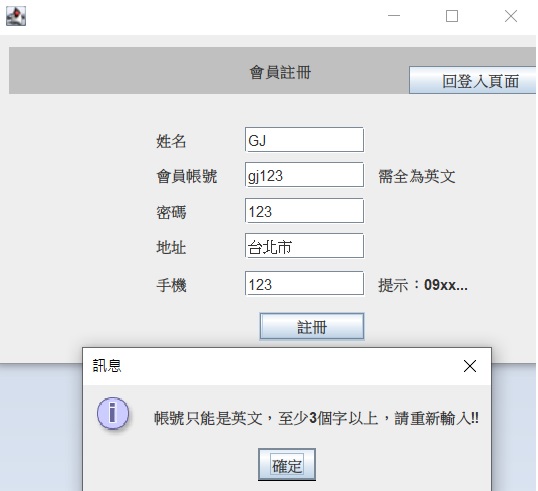 會員註冊
回登入頁面
姓名 GJ
會員帳號 gj123 需全為英文
密碼 123
地址 台北市
手機 123 提示：09xx...
註冊
訊息
帳號只能是英文，至少3個字以上，請重新輸入!!
確定